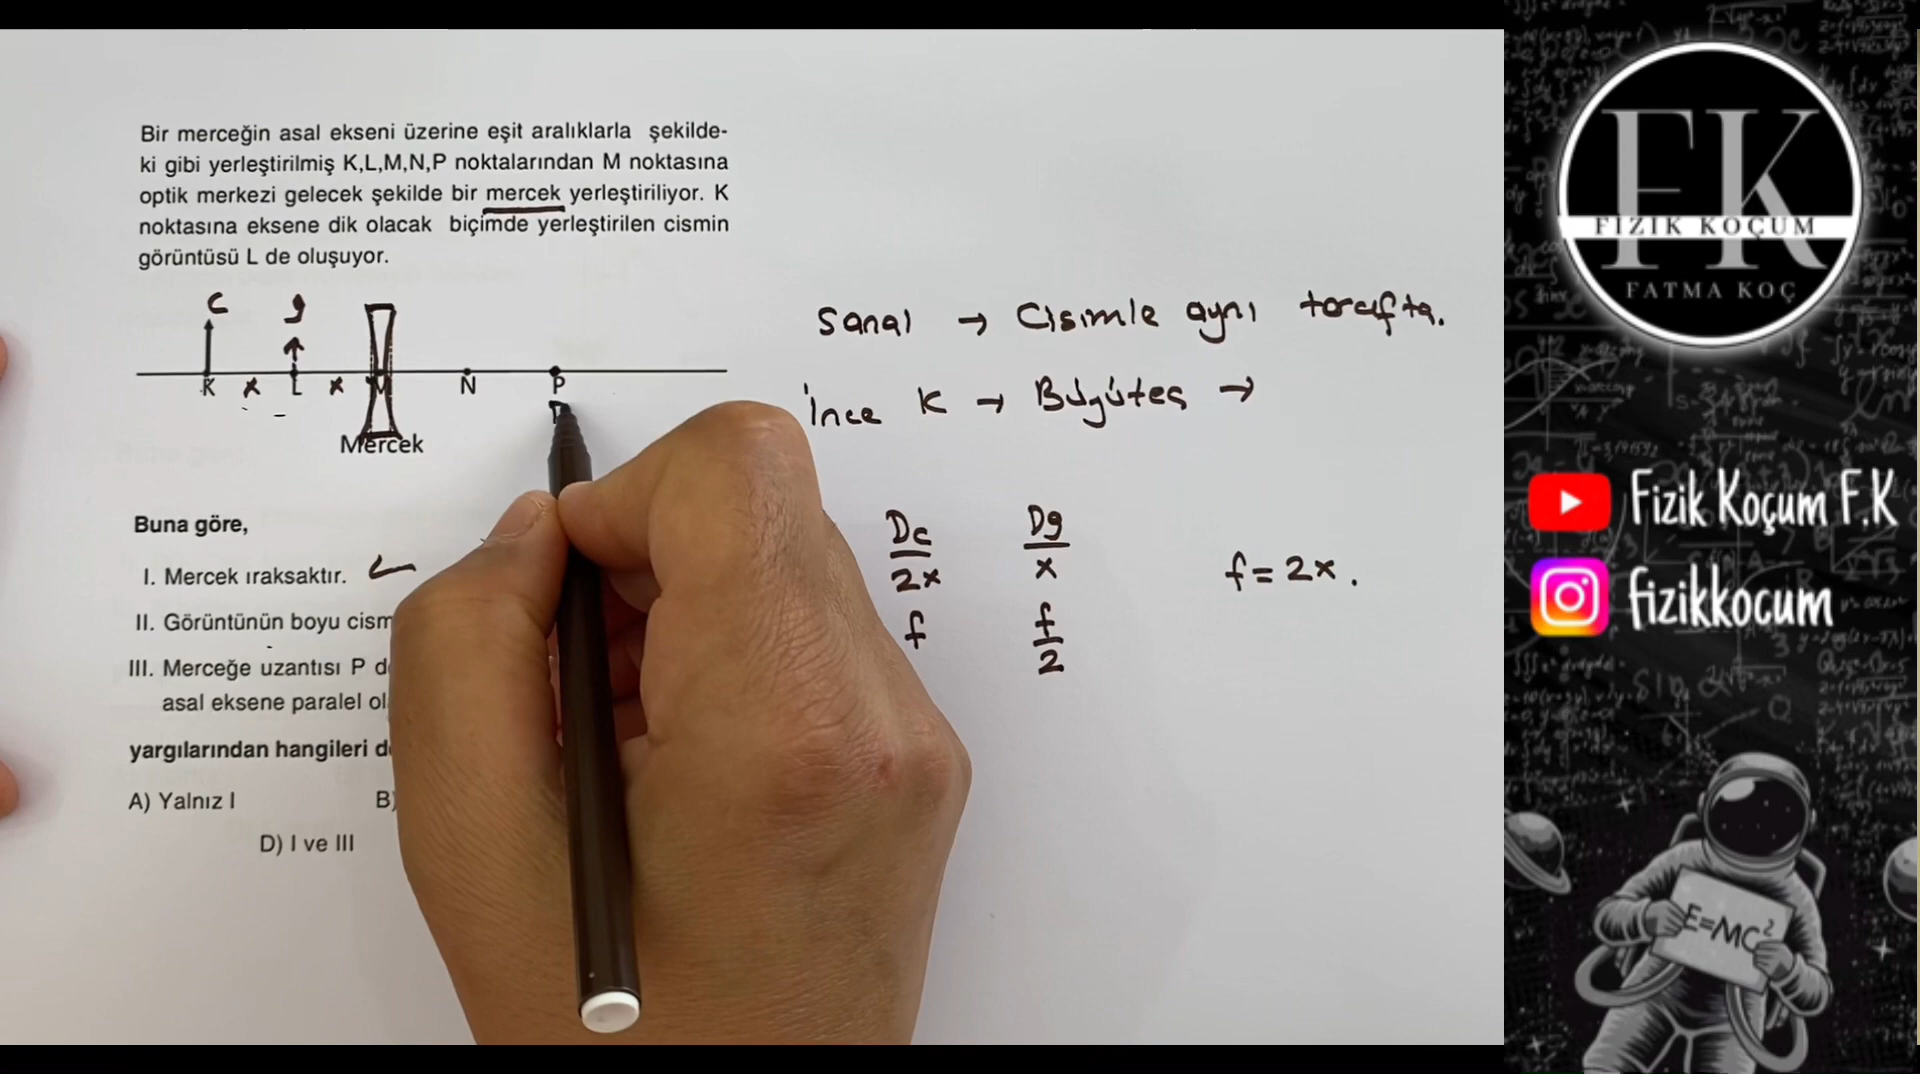 Bir merceğin asal ekseni üzerine eşit aralıklarla şekilde-
ki gibi yerleştirilmiş K,L,M,N,P noktalarından M noktasına
optik merkezi gelecek şekilde bir mercek yerleştiriliyor. K
noktasına eksene dik olacak biçimde yerleştirilen cismin
görüntüsü L de oluşuyor.
C g
K x L x M N P
Mercek
Sanal → Cisimle aynı tarafta.
İnce K → Büyüteç →
Buna göre,
I. Mercek ıraksaktır.
II. Görüntünün boyu cism
III. Merceğe uzantısı P d
asal eksene paralel ol
yargılarından hangileri d
A) Yalnız I B)
D) I ve III
Dc Dg
2x x f = 2x.
f f
2
FK
FIZIK KOÇUM
FATMA KOÇ
Fizik Koçum F.K
fizikkocum
E=MC²